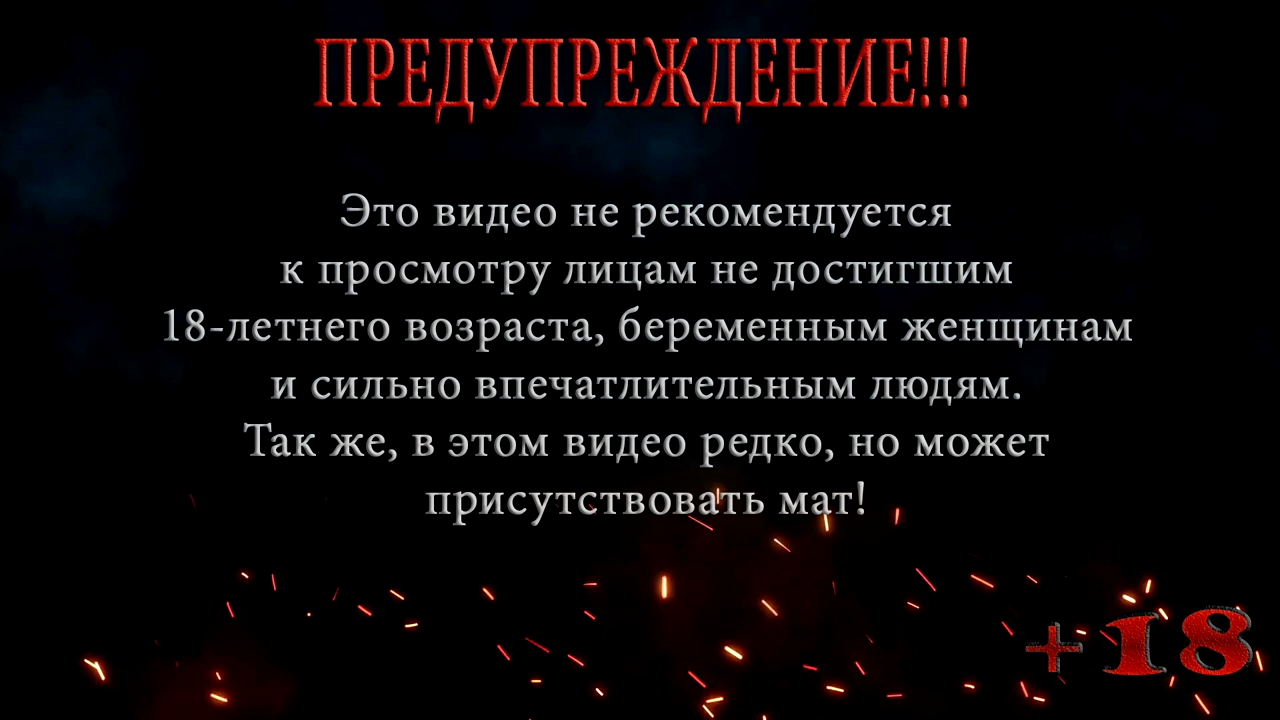 ПРЕДУПРЕЖДЕНИЕ!!!
Это видео не рекомендуется
к просмотру лицам не достигшим
18-летнего возраста, беременным женщинам
и сильно впечатлительным людям.
Так же, в этом видео редко, но может
присутствовать мат!
+18